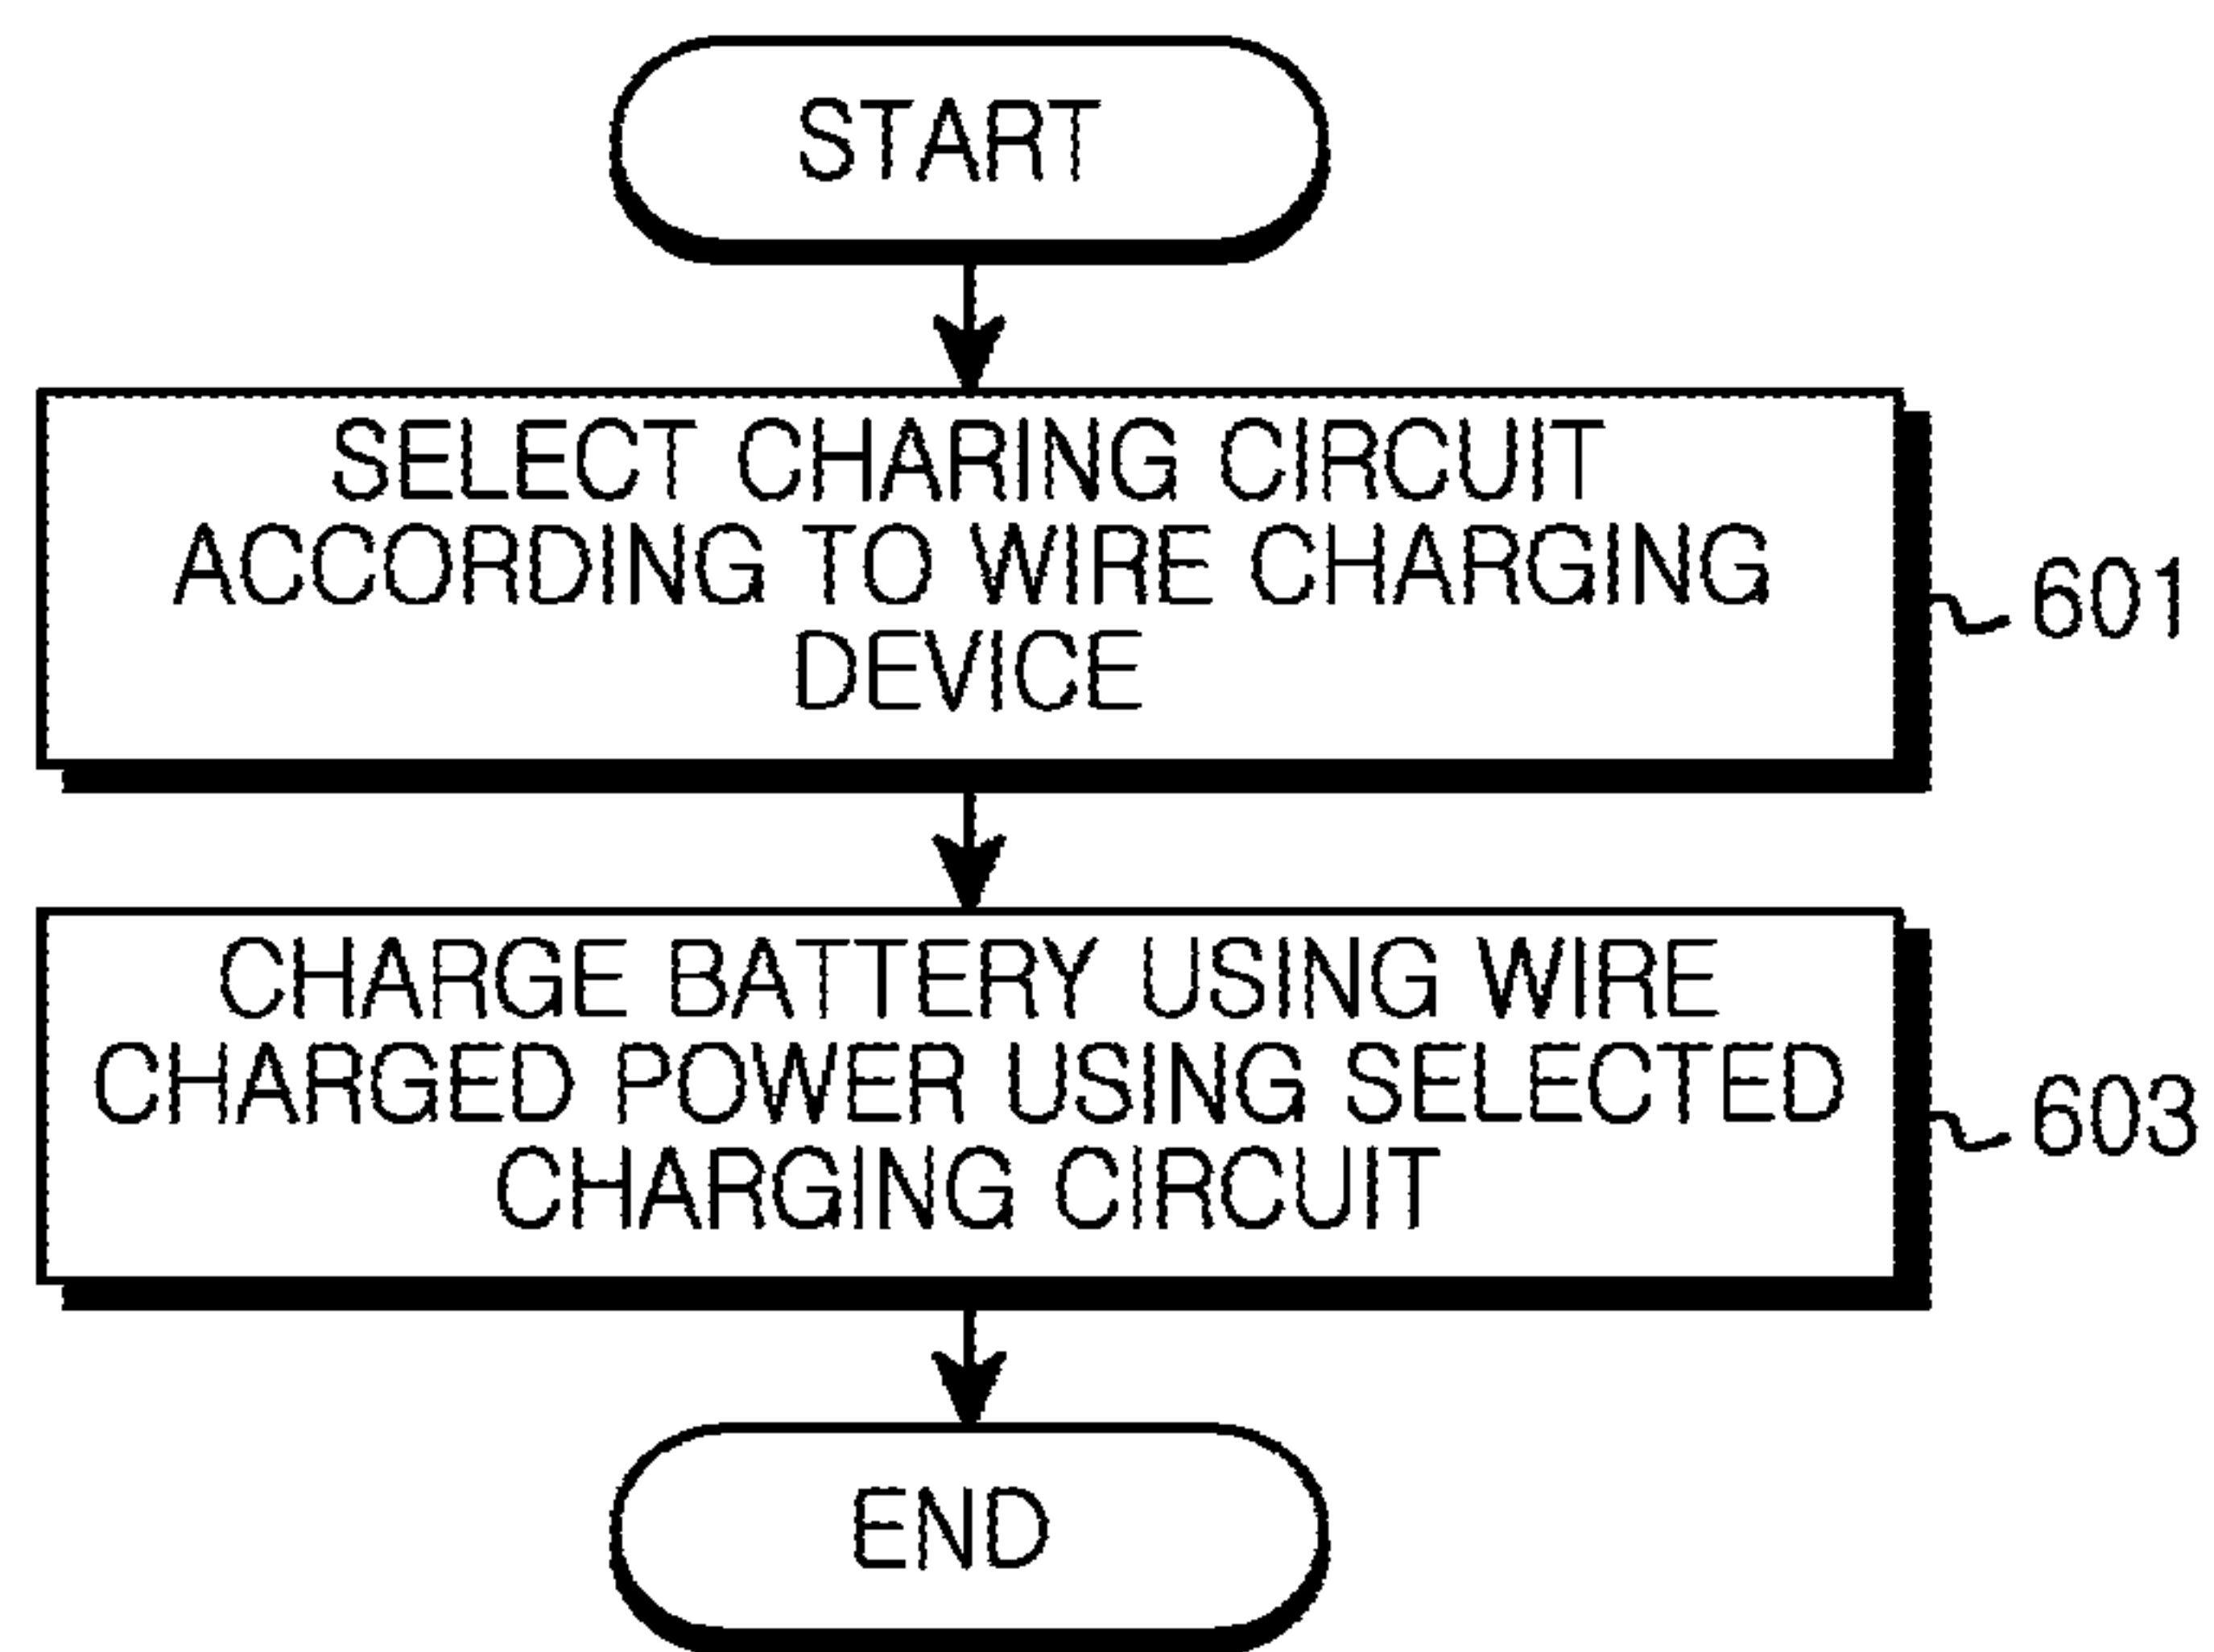 START
SELECT CHARING CIRCUIT
ACCORDING TO WIRE CHARGING
DEVICE
601
CHARGE BATTERY USING WIRE
CHARGED POWER USING SELECTED
CHARGING CIRCUIT
603
END